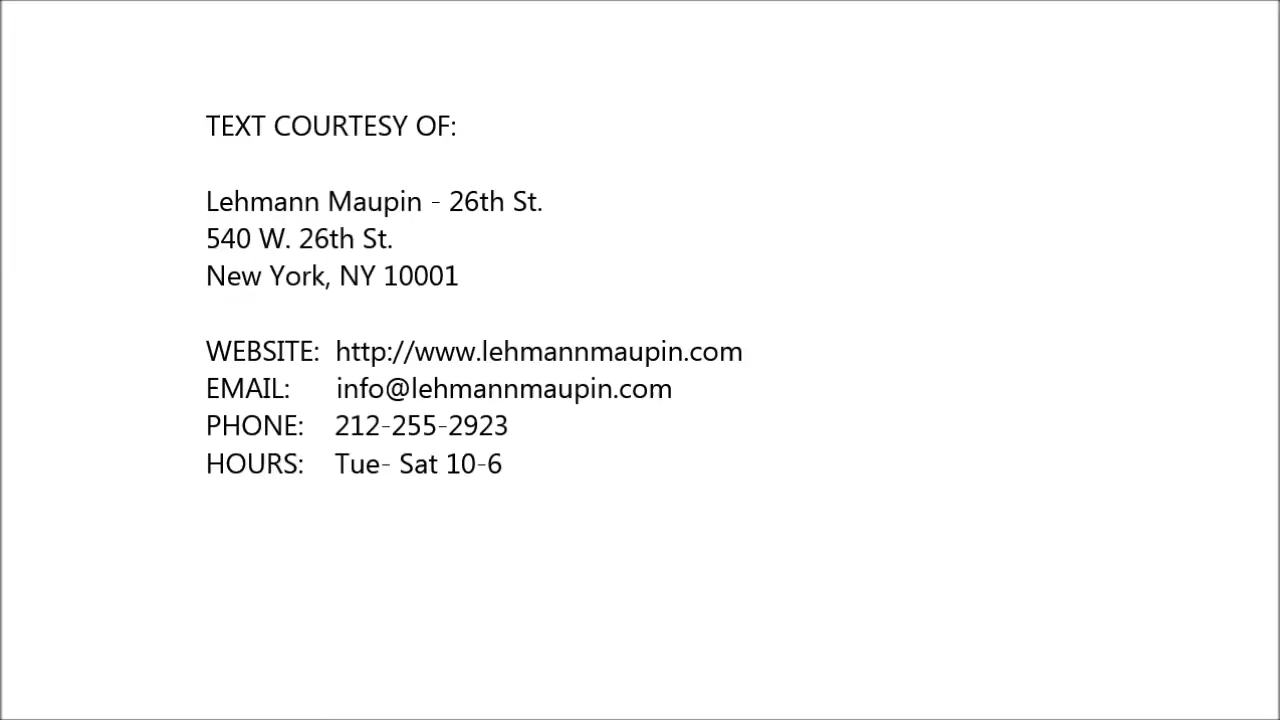 TEXT COURTESY OF:
Lehmann Maupin - 26th St.
540 W. 26th St.
New York, NY 10001
WEBSITE: http://www.lehmannmaupin.com
EMAIL: info@lehmannmaupin.com
PHONE: 212-255-2923
HOURS: Tue- Sat 10-6